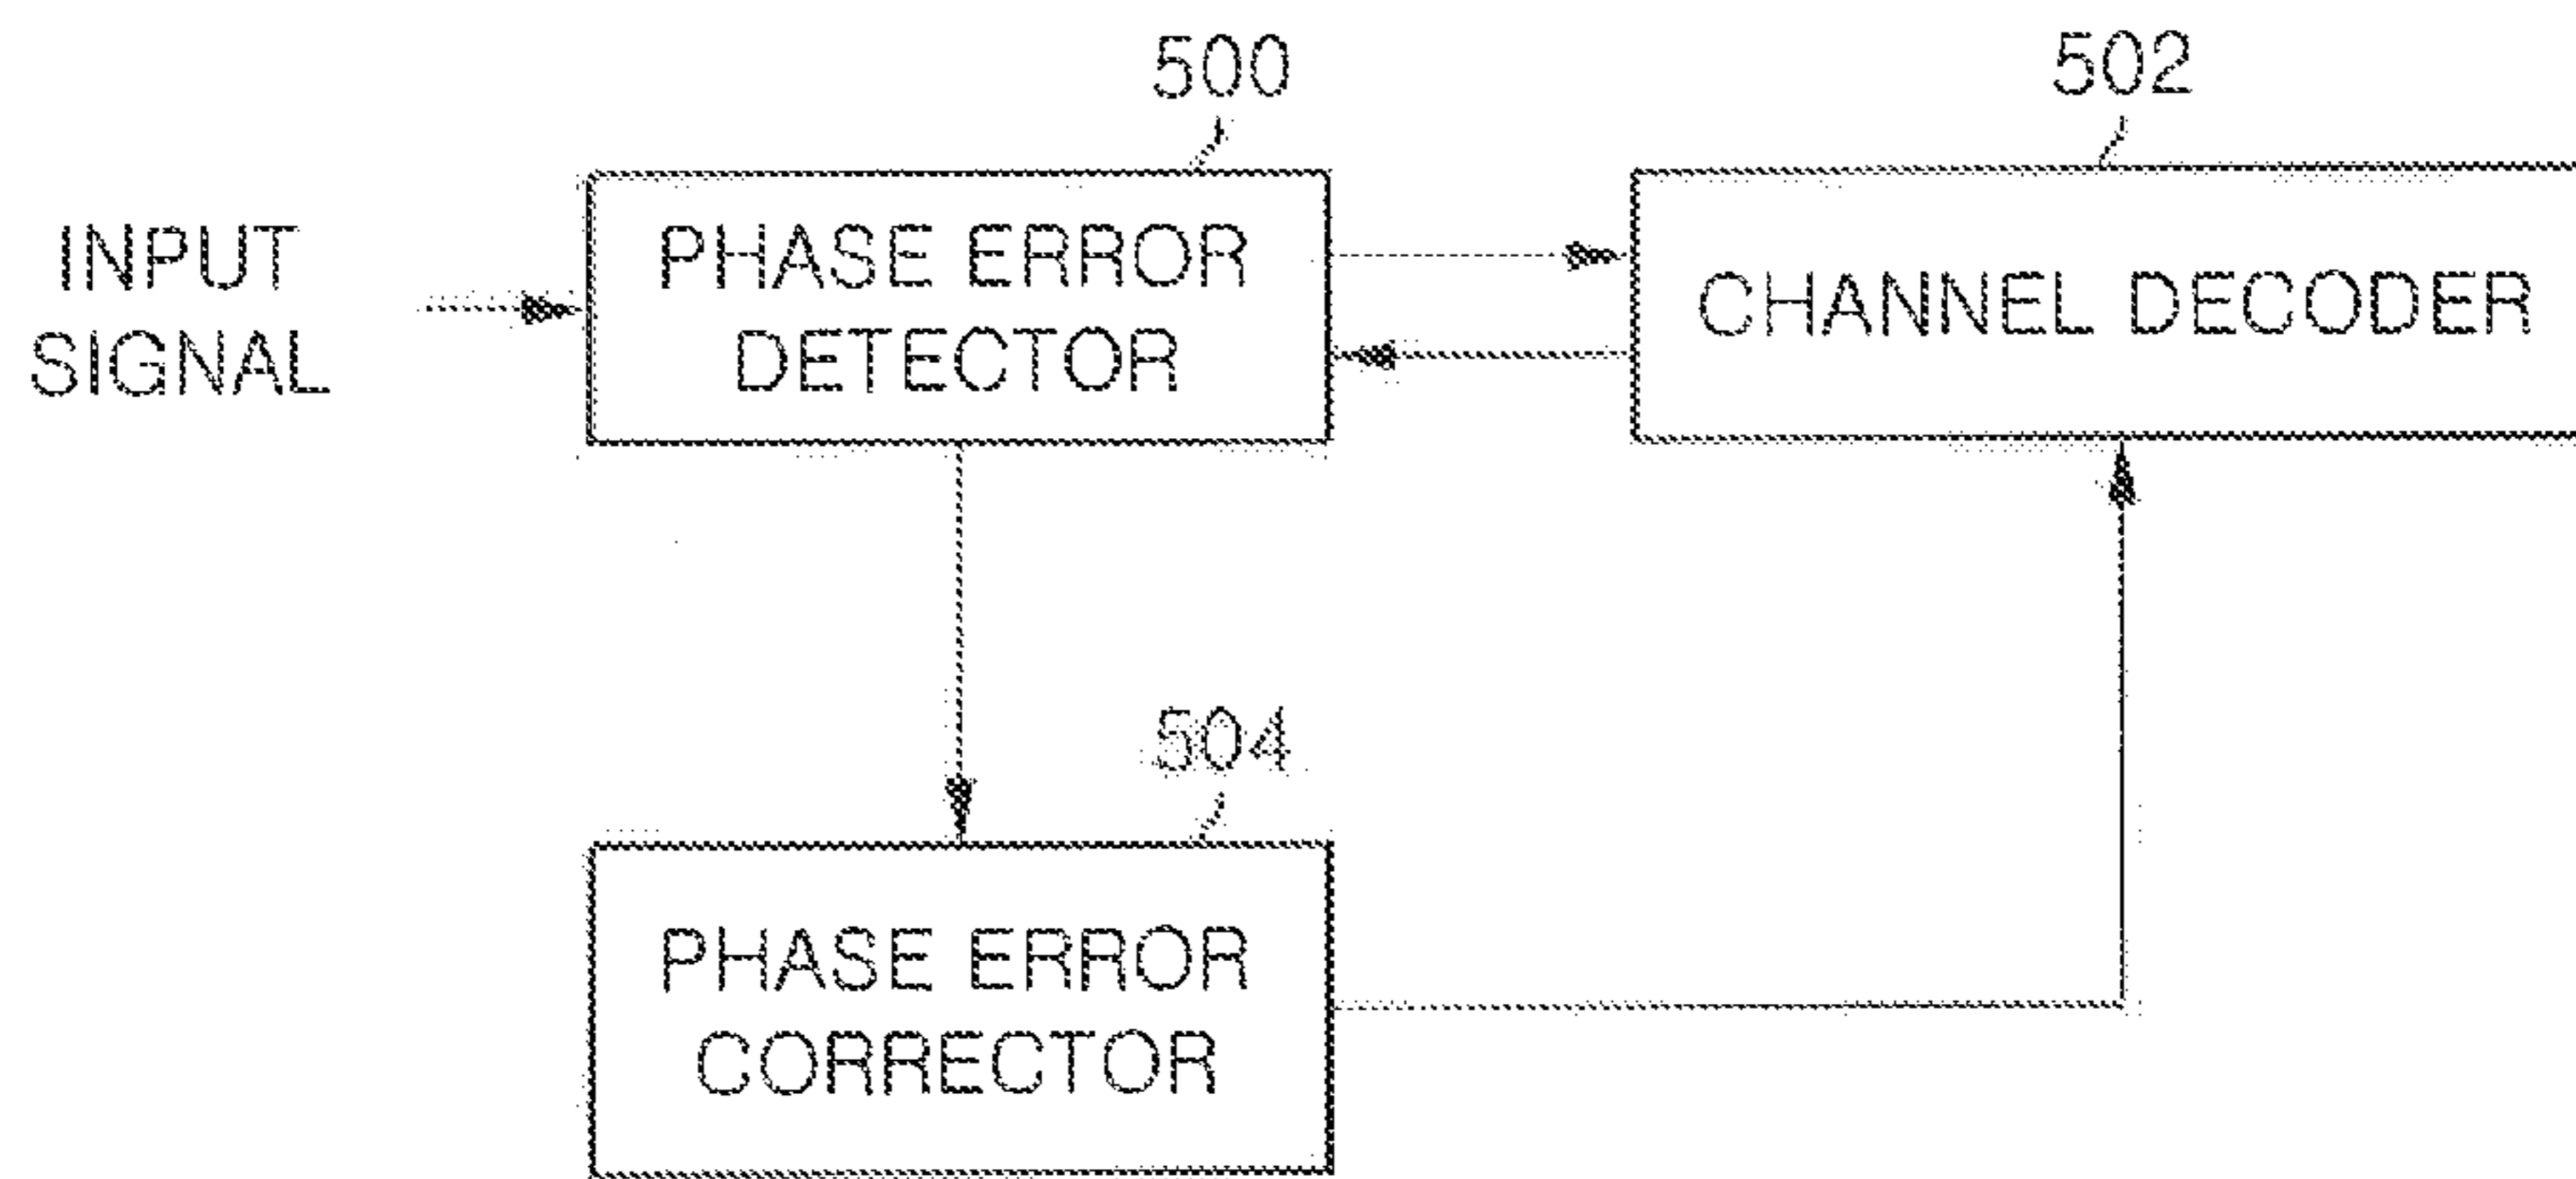 500
502
INPUT
SIGNAL
PHASE ERROR
DETECTOR
CHANNEL DECODER
504
PHASE ERROR
CORRECTOR